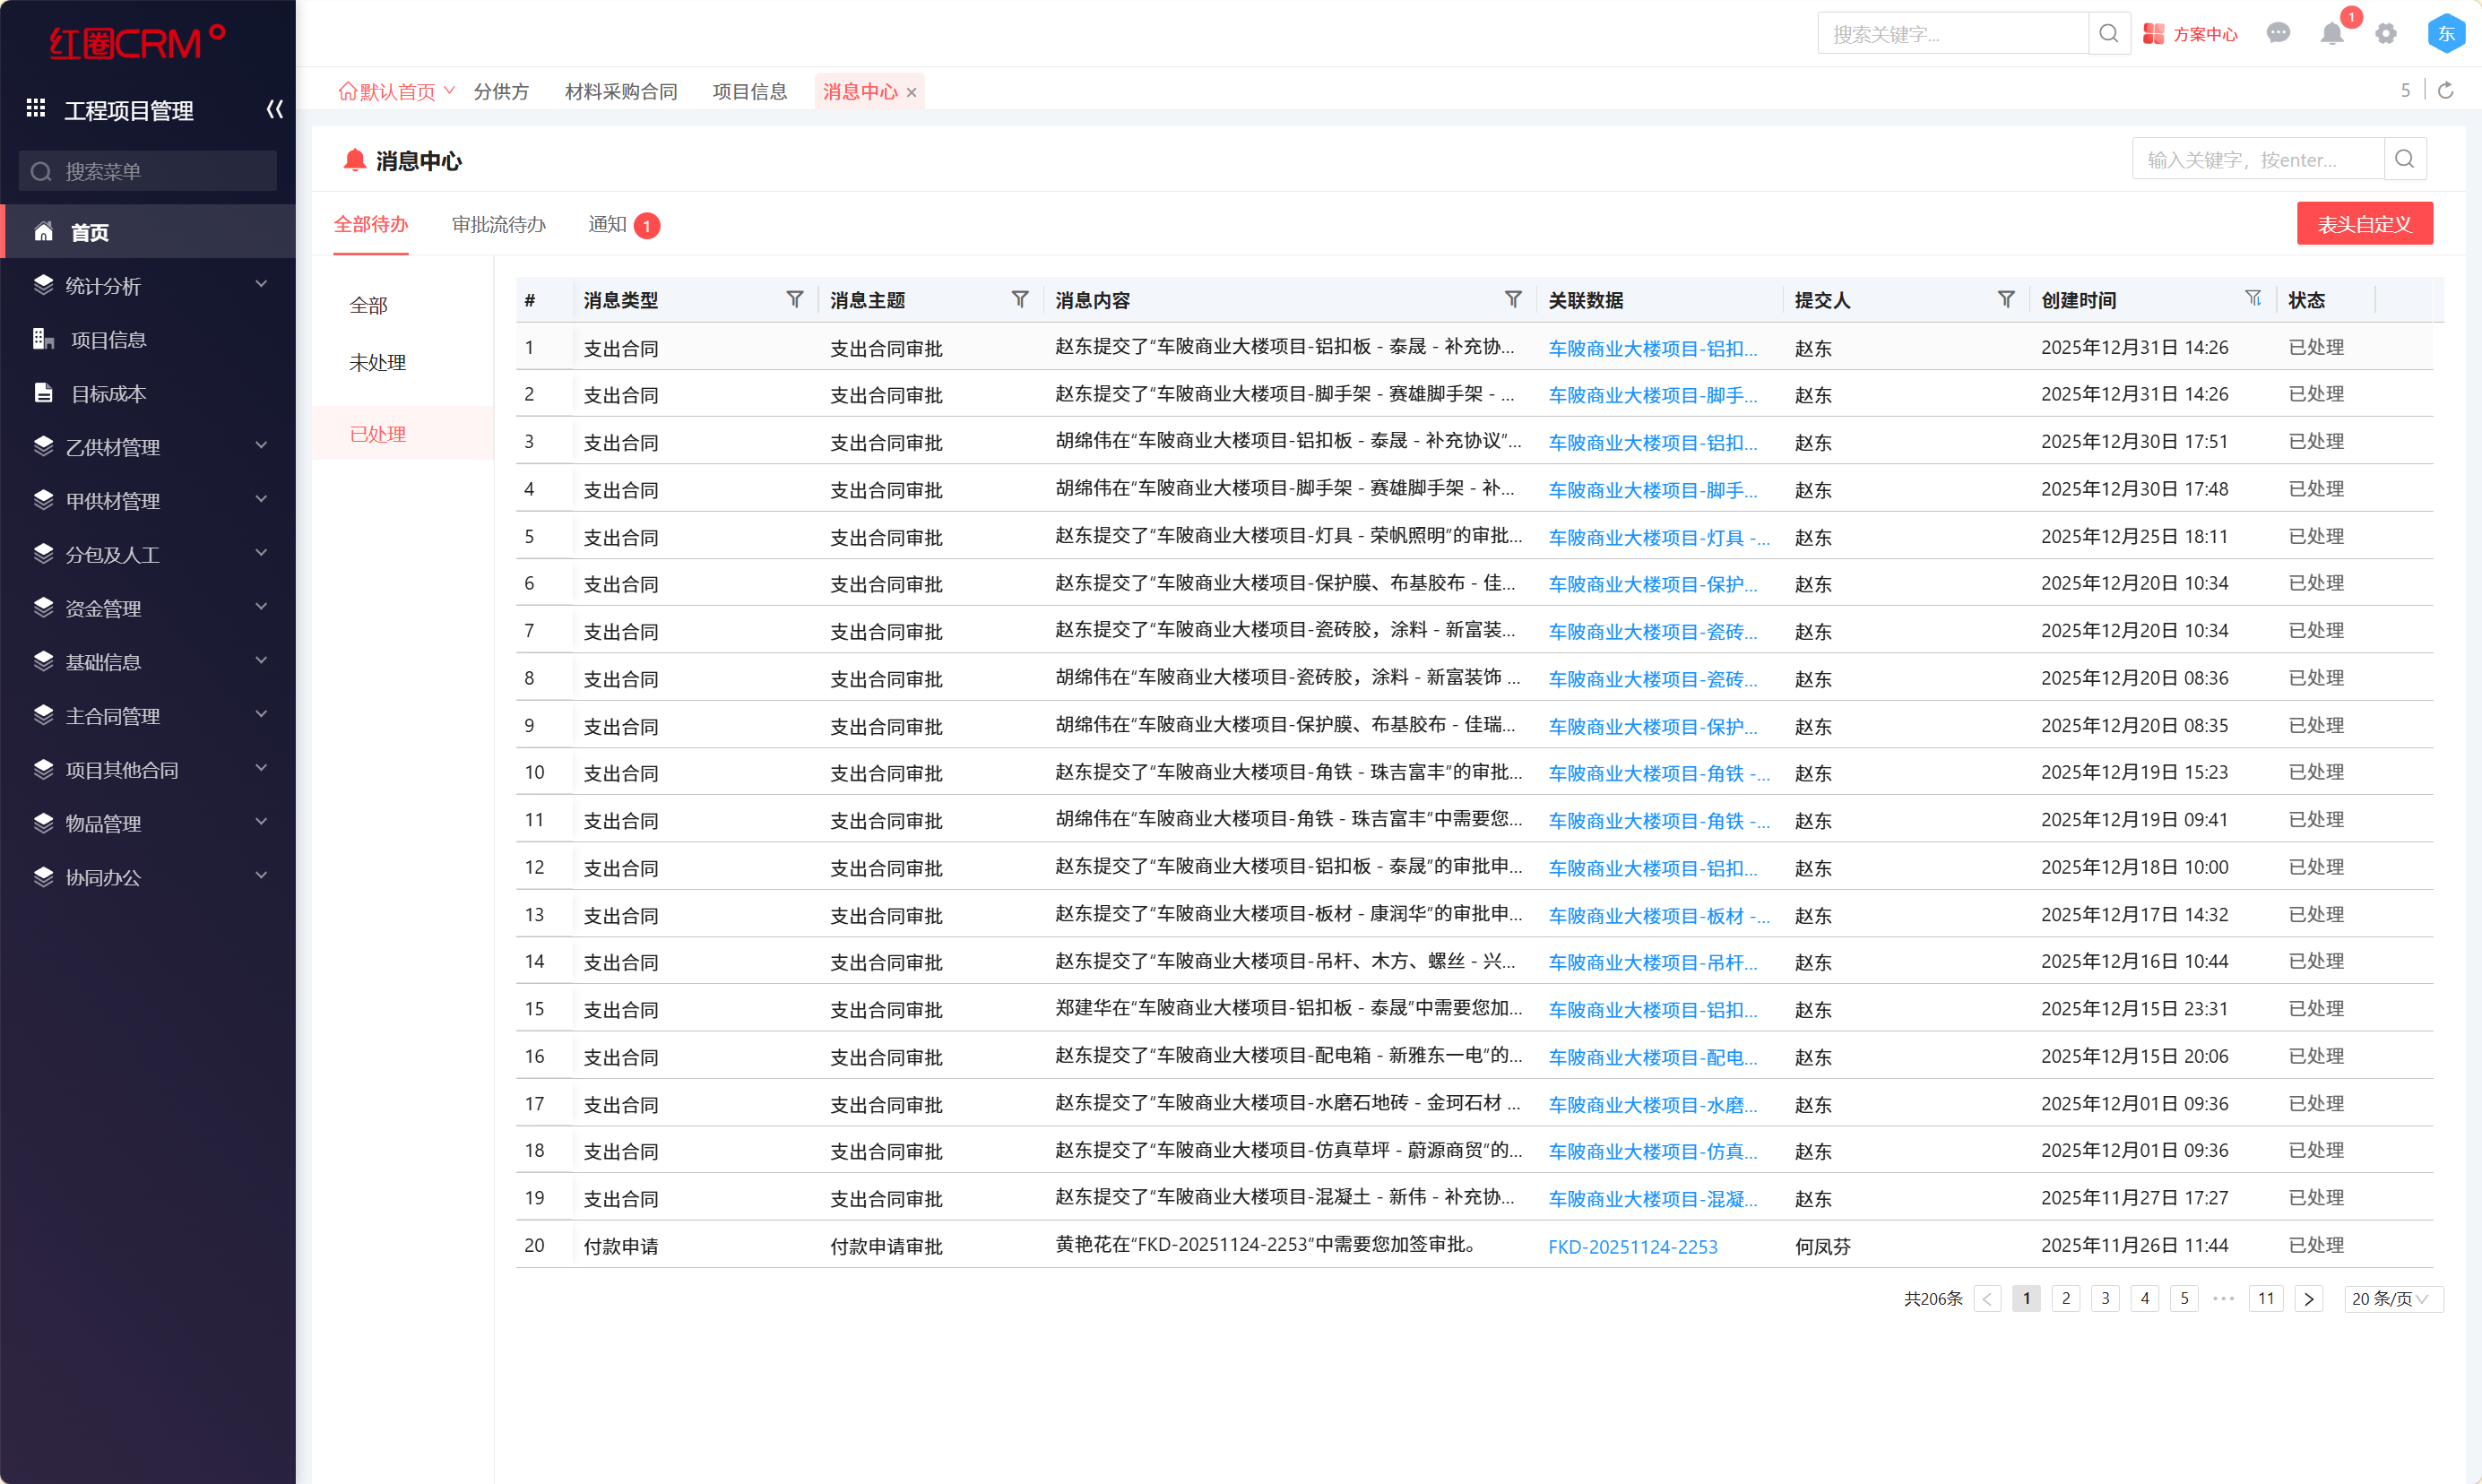 红圈CRM
搜索关键字...
方案中心
1
东
工程项目管理
默认首页 分供方 材料采购合同 项目信息 消息中心
5
搜索菜单
消息中心
输入关键字，按enter...
首页
统计分析
项目信息
目标成本
乙供材管理
甲供材管理
分包及人工
资金管理
基础信息
主合同管理
项目其他合同
物品管理
协同办公
全部待办 审批流待办 通知 1
表头自定义
全部
未处理
已处理
# 消息类型 消息主题 消息内容 关联数据 提交人 创建时间 状态
1 支出合同 支出合同审批 赵东提交了“车陂商业大楼项目-铝扣板 - 泰晟 - 补充协... 车陂商业大楼项目-铝扣... 赵东 2025年12月31日 14:26 已处理
2 支出合同 支出合同审批 赵东提交了“车陂商业大楼项目-脚手架 - 赛雄脚手架 - ... 车陂商业大楼项目-脚手... 赵东 2025年12月31日 14:26 已处理
3 支出合同 支出合同审批 胡绵伟在“车陂商业大楼项目-铝扣板 - 泰晟 - 补充协议”... 车陂商业大楼项目-铝扣... 赵东 2025年12月30日 17:51 已处理
4 支出合同 支出合同审批 胡绵伟在“车陂商业大楼项目-脚手架 - 赛雄脚手架 - 补... 车陂商业大楼项目-脚手... 赵东 2025年12月30日 17:48 已处理
5 支出合同 支出合同审批 赵东提交了“车陂商业大楼项目-灯具 - 荣帆照明”的审批... 车陂商业大楼项目-灯具 -... 赵东 2025年12月25日 18:11 已处理
6 支出合同 支出合同审批 赵东提交了“车陂商业大楼项目-保护膜、布基胶布 - 佳... 车陂商业大楼项目-保护... 赵东 2025年12月20日 10:34 已处理
7 支出合同 支出合同审批 赵东提交了“车陂商业大楼项目-瓷砖胶，涂料 - 新富装... 车陂商业大楼项目-瓷砖... 赵东 2025年12月20日 10:34 已处理
8 支出合同 支出合同审批 胡绵伟在“车陂商业大楼项目-瓷砖胶，涂料 - 新富装饰 ... 车陂商业大楼项目-瓷砖... 赵东 2025年12月20日 08:36 已处理
9 支出合同 支出合同审批 胡绵伟在“车陂商业大楼项目-保护膜、布基胶布 - 佳瑞... 车陂商业大楼项目-保护... 赵东 2025年12月20日 08:35 已处理
10 支出合同 支出合同审批 赵东提交了“车陂商业大楼项目-角铁 - 珠吉富丰”的审批... 车陂商业大楼项目-角铁 -... 赵东 2025年12月19日 15:23 已处理
11 支出合同 支出合同审批 胡绵伟在“车陂商业大楼项目-角铁 - 珠吉富丰”中需要您... 车陂商业大楼项目-角铁 -... 赵东 2025年12月19日 09:41 已处理
12 支出合同 支出合同审批 赵东提交了“车陂商业大楼项目-铝扣板 - 泰晟”的审批申... 车陂商业大楼项目-铝扣... 赵东 2025年12月18日 10:00 已处理
13 支出合同 支出合同审批 赵东提交了“车陂商业大楼项目-板材 - 康润华”的审批申... 车陂商业大楼项目-板材 -... 赵东 2025年12月17日 14:32 已处理
14 支出合同 支出合同审批 赵东提交了“车陂商业大楼项目-吊杆、木方、螺丝 - 兴... 车陂商业大楼项目-吊杆... 赵东 2025年12月16日 10:44 已处理
15 支出合同 支出合同审批 郑建华在“车陂商业大楼项目-铝扣板 - 泰晟”中需要您加... 车陂商业大楼项目-铝扣... 赵东 2025年12月15日 23:31 已处理
16 支出合同 支出合同审批 赵东提交了“车陂商业大楼项目-配电箱 - 新雅东一电”的... 车陂商业大楼项目-配电... 赵东 2025年12月15日 20:06 已处理
17 支出合同 支出合同审批 赵东提交了“车陂商业大楼项目-水磨石地砖 - 金珂石材 ... 车陂商业大楼项目-水磨... 赵东 2025年12月01日 09:36 已处理
18 支出合同 支出合同审批 赵东提交了“车陂商业大楼项目-仿真草坪 - 蔚源商贸”的... 车陂商业大楼项目-仿真... 赵东 2025年12月01日 09:36 已处理
19 支出合同 支出合同审批 赵东提交了“车陂商业大楼项目-混凝土 - 新伟 - 补充协... 车陂商业大楼项目-混凝... 赵东 2025年11月27日 17:27 已处理
20 付款申请 付款申请审批 黄艳花在“FKD-20251124-2253”中需要您加签审批。 FKD-20251124-2253 何凤芬 2025年11月26日 11:44 已处理
共206条 < 1 2 3 4 5 ••• 11 > 20 条/页